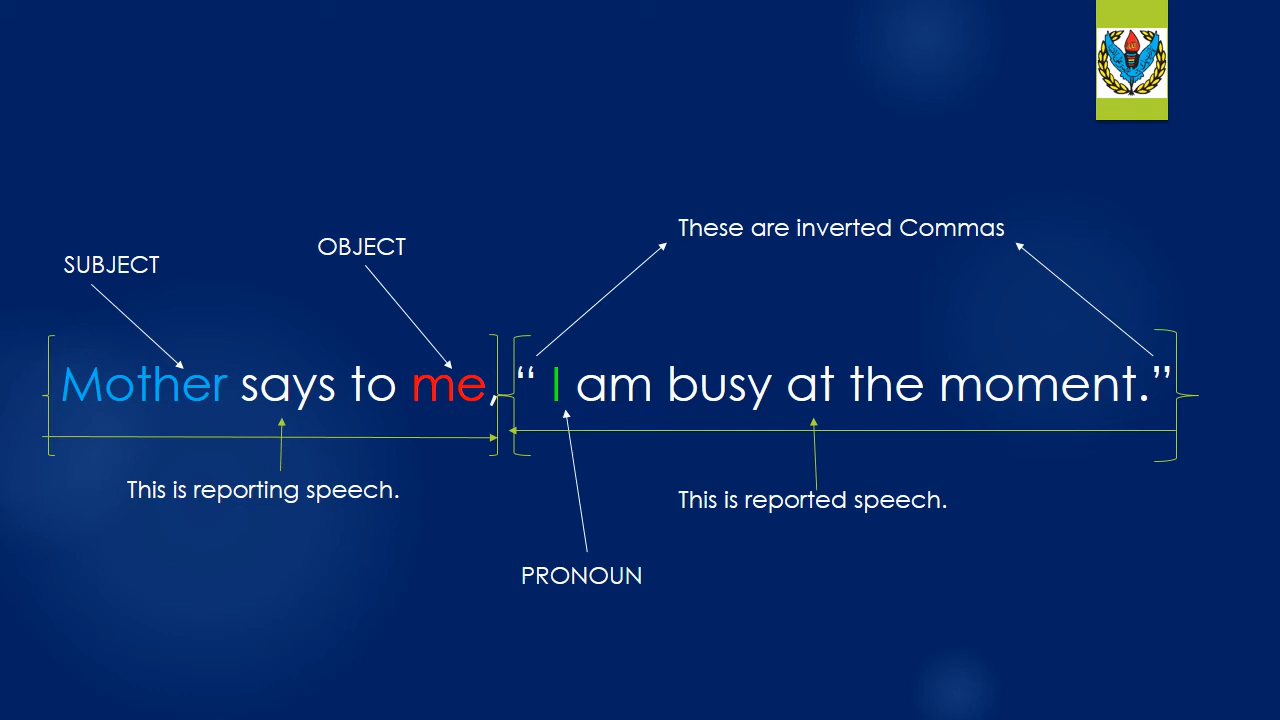 These are inverted Commas
OBJECT
SUBJECT
Mother says to me, “ I am busy at the moment.”
This is reporting speech.
This is reported speech.
PRONOUN